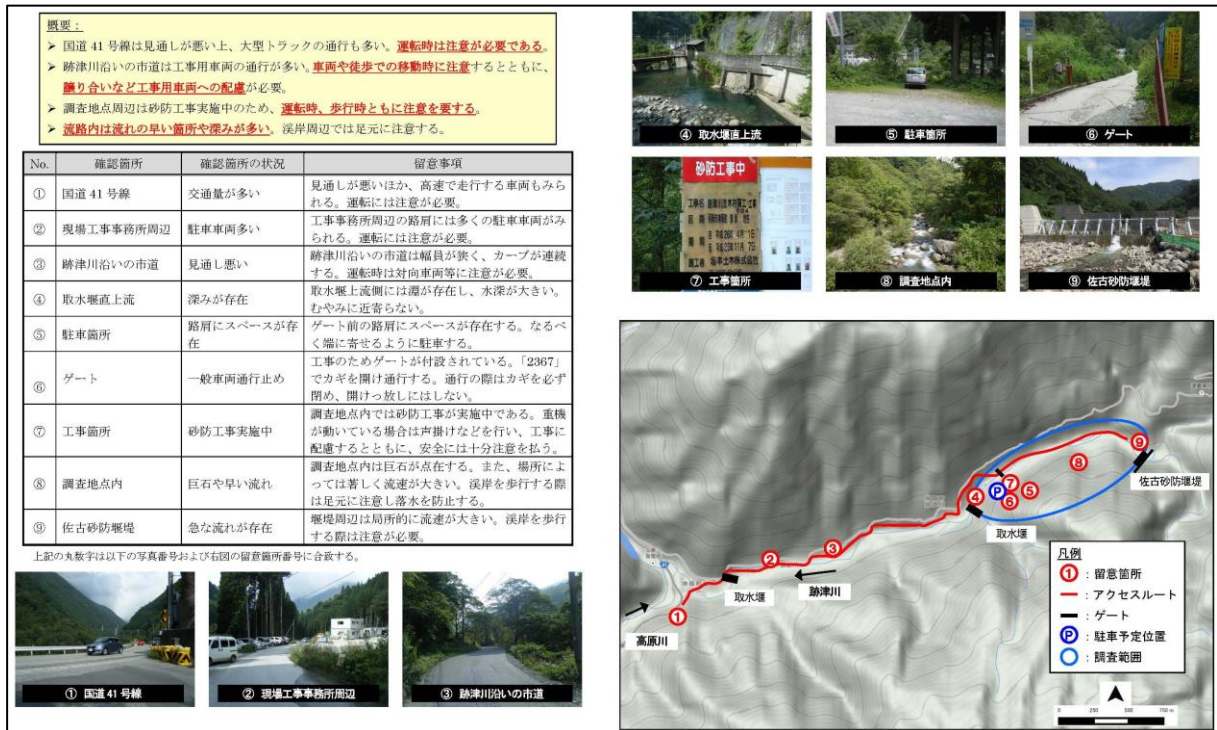 概要：
➢ 国道 41 号線は見通しが悪い上、大型トラックの通行も多い。運転時は注意が必要である。
➢ 跡津川沿いの市道は工事用車両の通行が多い。車両や徒歩での移動時に注意するとともに、
譲り合いなど工事用車両への配慮が必要。
➢ 調査地点周辺は砂防工事実施中のため、運転時、歩行時ともに注意を要する。
➢ 流路内は流れの早い箇所や深みが多い。渓岸周辺では足元に注意する。
No. 確認箇所 確認箇所の状況 留意事項
① 国道 41 号線 交通量が多い 見通しが悪いほか、高速で走行する車両もみら
れる。運転には注意が必要。
② 現場工事事務所周辺 駐車車両多い 工事事務所周辺の路肩には多くの駐車車両がみ
られる。運転には注意が必要。
③ 跡津川沿いの市道 見通し悪い 跡津川沿いの市道は幅員が狭く、カーブが連続
する。運転時は対向車両等に注意が必要。
④ 取水堰直上流 深みが存在 取水堰上流側には淵が存在し、水深が大きい。
むやみに近寄らない。
⑤ 駐車箇所 路肩にスペースが存
在 ゲート前の路肩にスペースが存在する。なるべ
く端に寄せるように駐車する。
⑥ ゲート 一般車両通行止め 工事のためゲートが付設されている。「2367」
でカギを開け通行する。通行の際はカギを必ず
閉め、開けっ放しにはしない。
⑦ 工事箇所 砂防工事実施中 調査地点内では砂防工事が実施中である。重機
が動いている場合は声掛けなどを行い、工事に
配慮するとともに、安全には十分注意を払う。
⑧ 調査地点内 巨石や早い流れ 調査地点内は巨石が点在する。また、場所によ
っては著しく流速が大きい。渓岸を歩行する際
は足元に注意し落水を防止する。
⑨ 佐古砂防堰堤 急な流れが存在 堰堤周辺は局所的に流速が大きい。渓岸を歩行
する際は注意が必要。
上記の丸数字は以下の写真番号および右図の留意箇所番号に合致する。
① 国道 41 号線
② 現場工事事務所周辺
③ 跡津川沿いの市道
④ 取水堰直上流
⑤ 駐車箇所
⑥ ゲート
砂防工事中
⑦ 工事箇所
⑧ 調査地点内
⑨ 佐古砂防堰堤
⑨
⑧
佐古砂防堰堤
⑦
④ P ⑥ ⑤
取水堰
③
②
跡津川
取水堰
①
高原川
凡例
① ：留意箇所
：アクセスルート
：ゲート
P ：駐車予定位置
：調査範囲
0 250 500 750 m